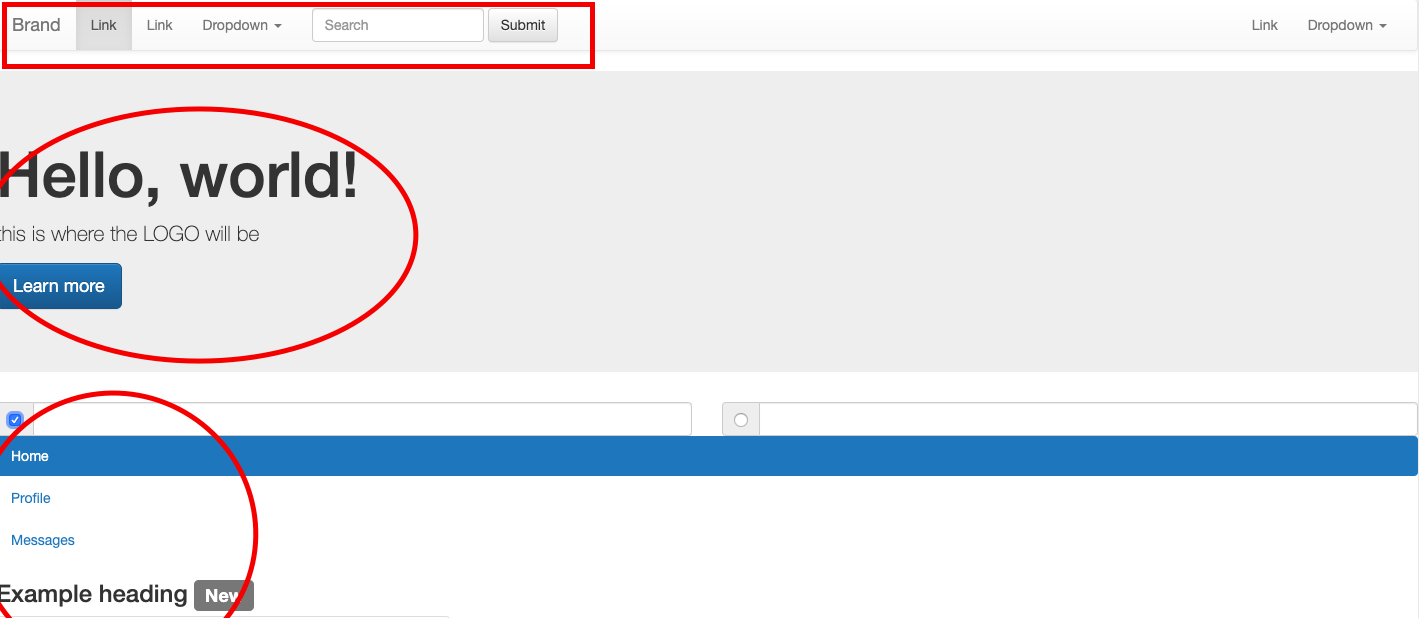 Brand Link Link Dropdown Search Submit Link Dropdown
Hello, world!
this is where the LOGO will be
Learn more
Home
Profile
Messages
Example heading New